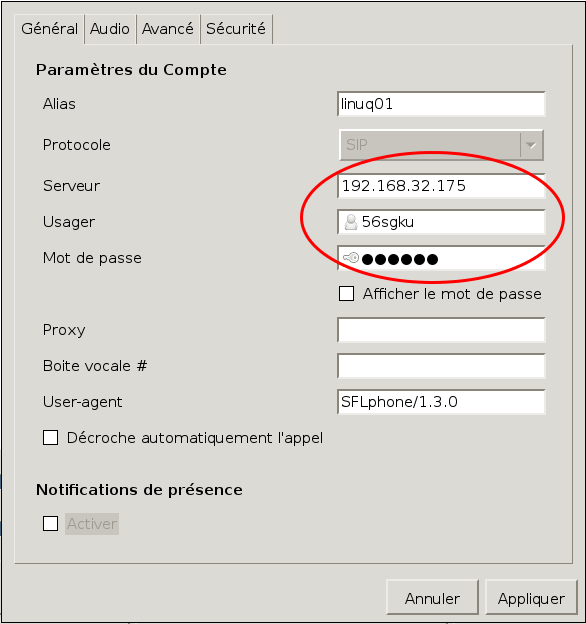 Général Audio Avancé Sécurité
Paramètres du Compte
Alias linuq01
Protocole SIP
Serveur 192.168.32.175
Usager 56sgku
Mot de passe ●●●●●●
Afficher le mot de passe
Proxy
Boite vocale #
User-agent SFLphone/1.3.0
Décroche automatiquement l'appel
Notifications de présence
Activer
Annuler Appliquer